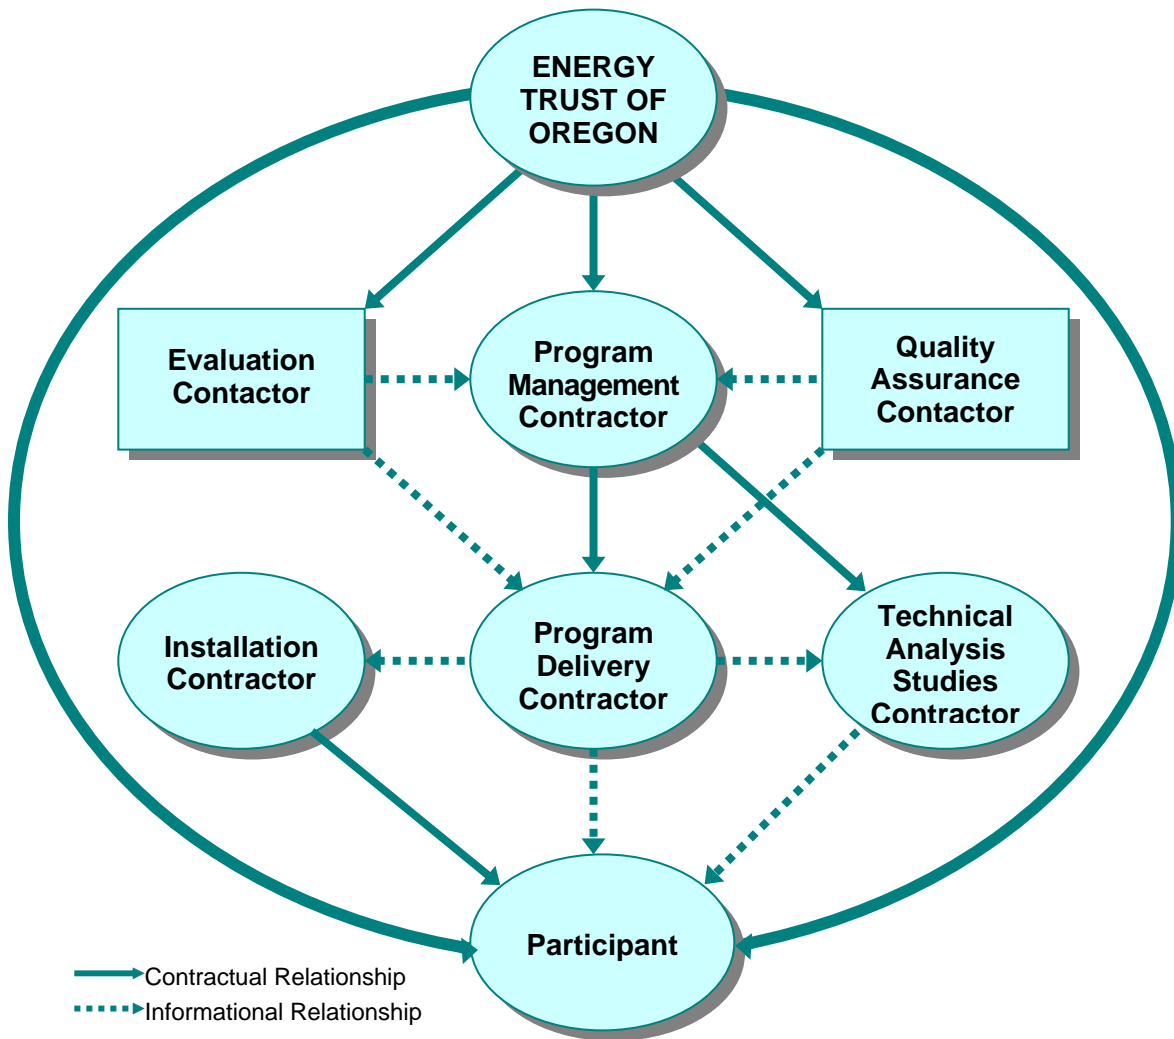 ENERGY
TRUST OF
OREGON
Evaluation
Contactor
Program
Management
Contractor
Quality
Assurance
Contactor
Installation
Contractor
Program
Delivery
Contractor
Technical
Analysis
Studies
Contractor
Participant
Contractual Relationship
Informational Relationship